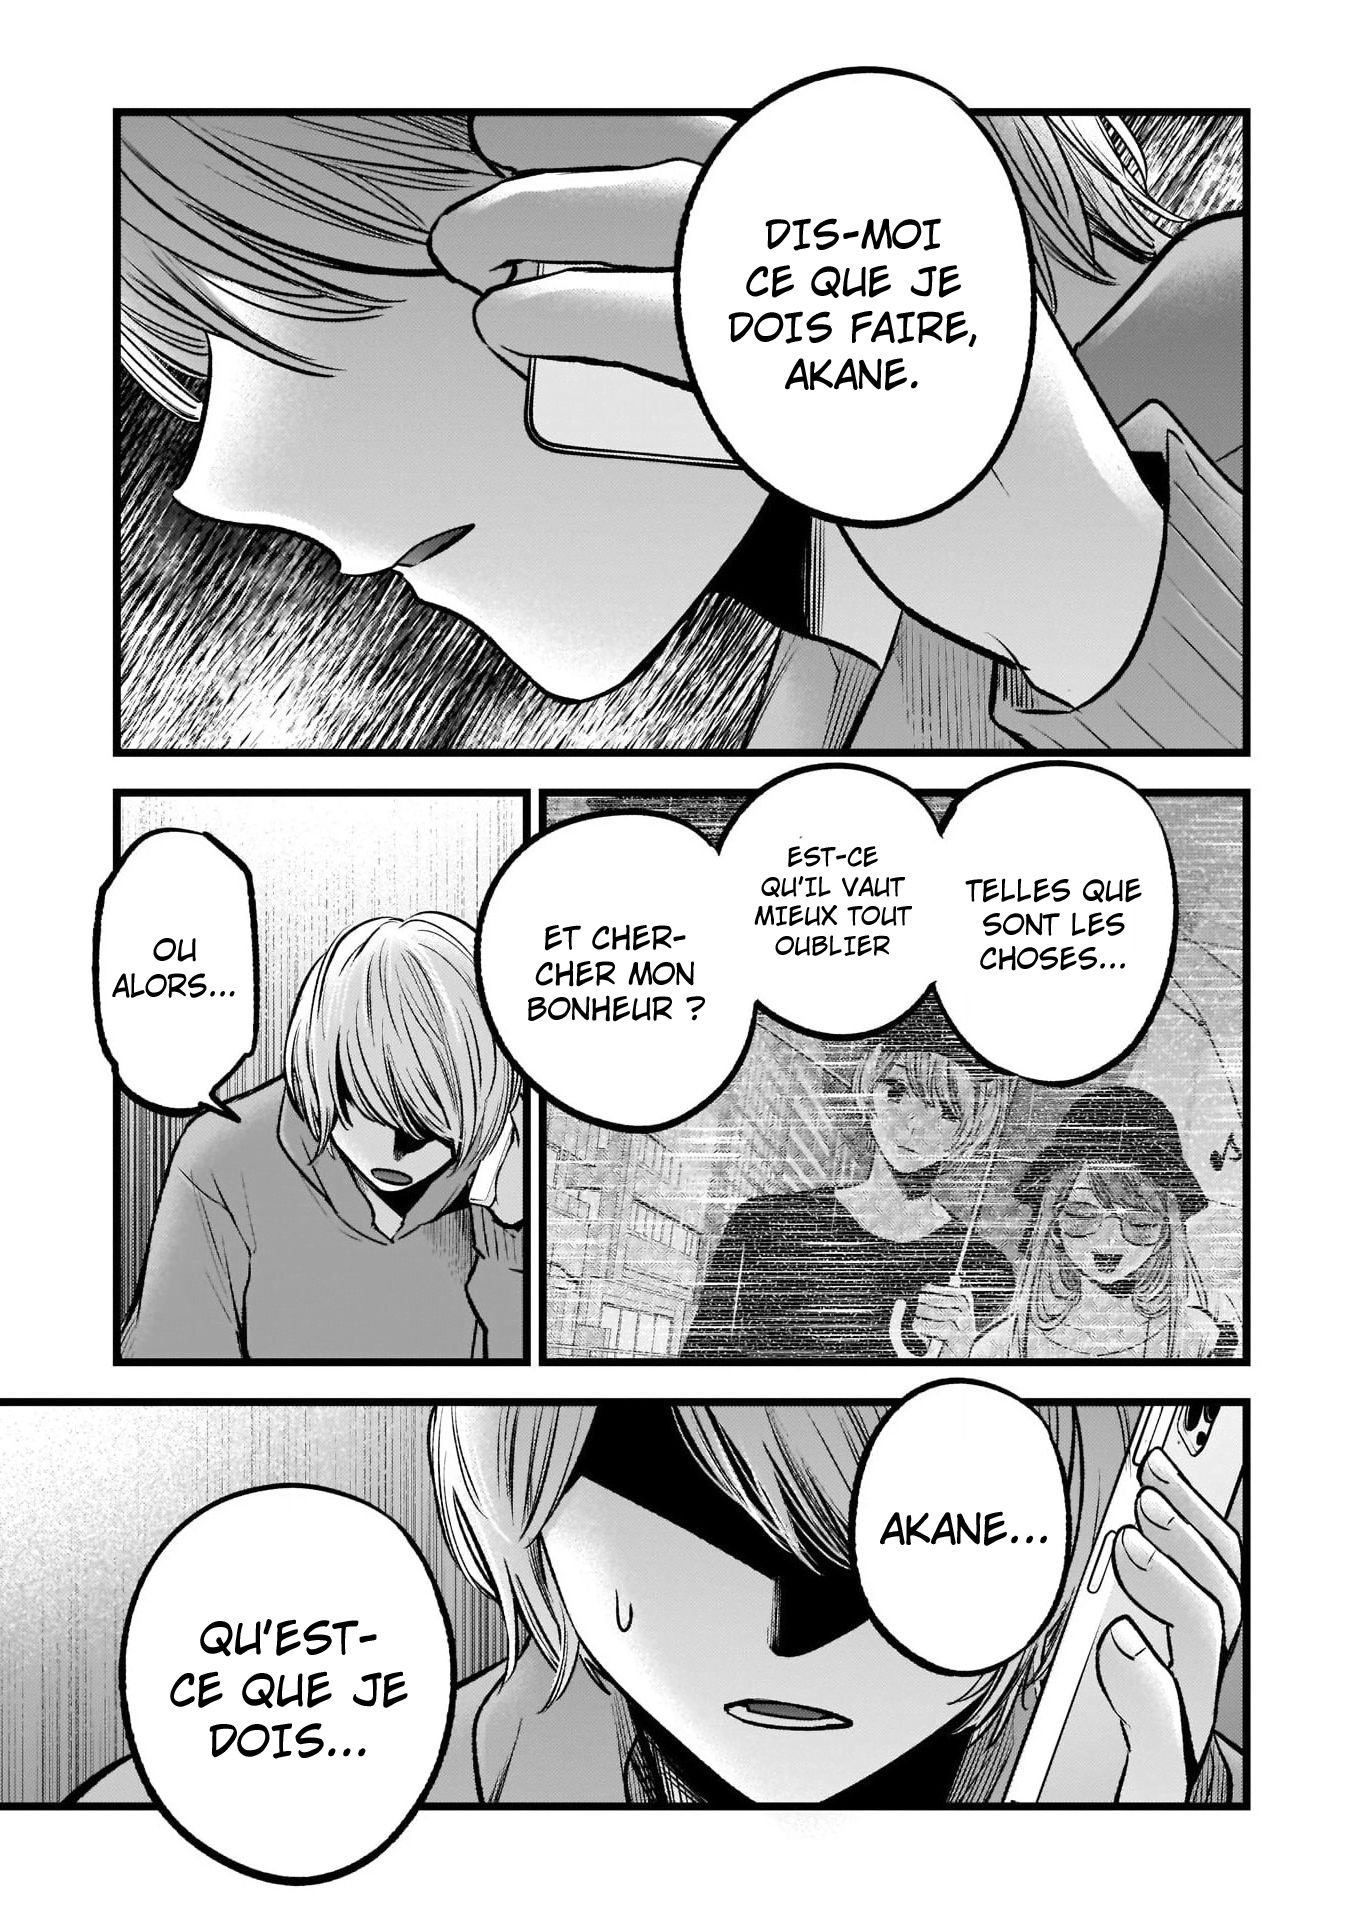 DIS-MOI
CE QUE JE
DOIS FAIRE,
AKANE.
TELLES QUE
SONT LES
CHOSES...
EST-CE
QU'IL VAUT
MIEUX TOUT
OUBLIER
ET CHER-
CHER MON
BONHEUR ?
OU
ALORS...
AKANE...
QU'EST-
CE QUE JE
DOIS...